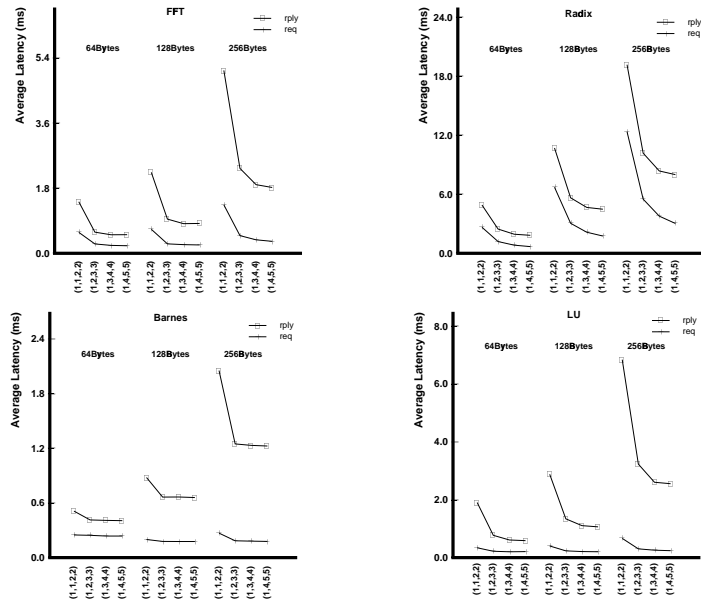 FFT
Average Latency (ms)
rply
req
64Bytes 128Bytes 256Bytes
5.4
3.6
1.8
0.0
(1,1,2,2) (1,2,3,3) (1,3,4,4) (1,4,5,5) (1,1,2,2) (1,2,3,3) (1,3,4,4) (1,4,5,5) (1,1,2,2) (1,2,3,3) (1,3,4,4) (1,4,5,5)
Radix
Average Latency (ms)
rply
req
64Bytes 128Bytes 256Bytes
24.0
18.0
12.0
6.0
0.0
(1,1,2,2) (1,2,3,3) (1,3,4,4) (1,4,5,5) (1,1,2,2) (1,2,3,3) (1,3,4,4) (1,4,5,5) (1,1,2,2) (1,2,3,3) (1,3,4,4) (1,4,5,5)
Barnes
Average Latency (ms)
rply
req
64Bytes 128Bytes 256Bytes
2.4
1.8
1.2
0.6
0.0
(1,1,2,2) (1,2,3,3) (1,3,4,4) (1,4,5,5) (1,1,2,2) (1,2,3,3) (1,3,4,4) (1,4,5,5) (1,1,2,2) (1,2,3,3) (1,3,4,4) (1,4,5,5)
LU
Average Latency (ms)
rply
req
64Bytes 128Bytes 256Bytes
8.0
6.0
4.0
2.0
0.0
(1,1,2,2) (1,2,3,3) (1,3,4,4) (1,4,5,5) (1,1,2,2) (1,2,3,3) (1,3,4,4) (1,4,5,5) (1,1,2,2) (1,2,3,3) (1,3,4,4) (1,4,5,5)